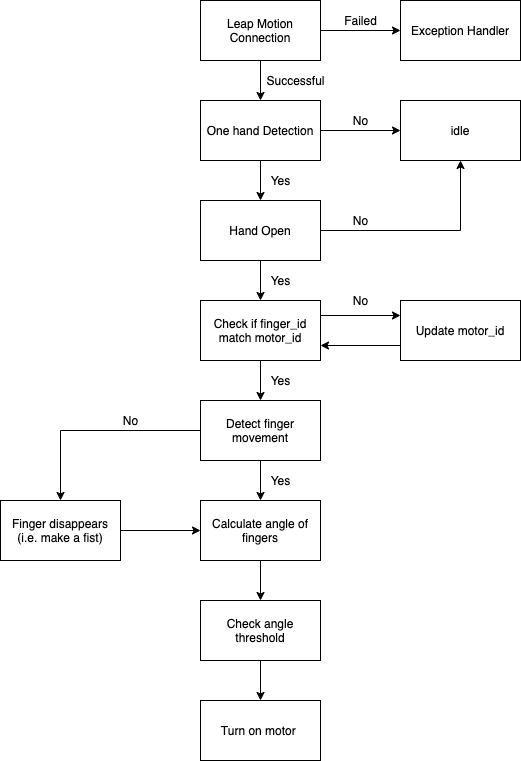 Leap Motion
Connection
Failed
Exception Handler
Successful
One hand Detection
No
idle
Yes
Hand Open
No
Yes
Check if finger_id
match motor_id
No
Update motor_id
Yes
Detect finger
movement
No
Yes
Finger disappears
(i.e. make a fist)
Calculate angle of
fingers
Check angle
threshold
Turn on motor